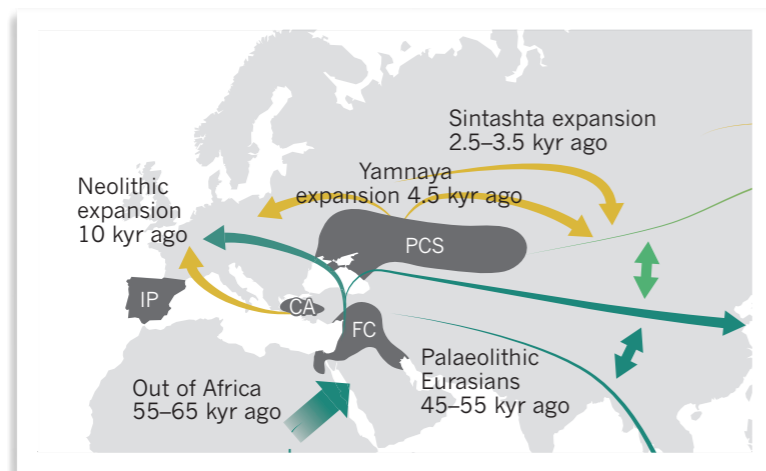 Sintashta expansion
2.5–3.5 kyr ago
Yamnaya
expansion 4.5 kyr ago
Neolithic
expansion
10 kyr ago
PCS
IP
CA
FC
Out of Africa
55–65 kyr ago
Palaeolithic
Eurasians
45–55 kyr ago